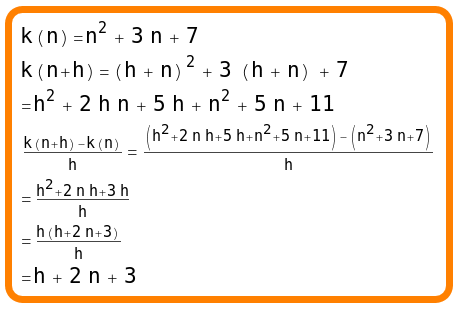 k(n)=n² + 3 n + 7
k(n+h)=(h + n)² + 3 (h + n) + 7
=h² + 2 h n + 5 h + n² + 5 n + 11
(k(n+h)−k(n))/h = ((h²+2 n h+5 h+n²+5 n+11)−(n²+3 n+7))/h
=(h²+2 n h+3 h)/h
=(h(h+2 n+3))/h
=h + 2 n + 3